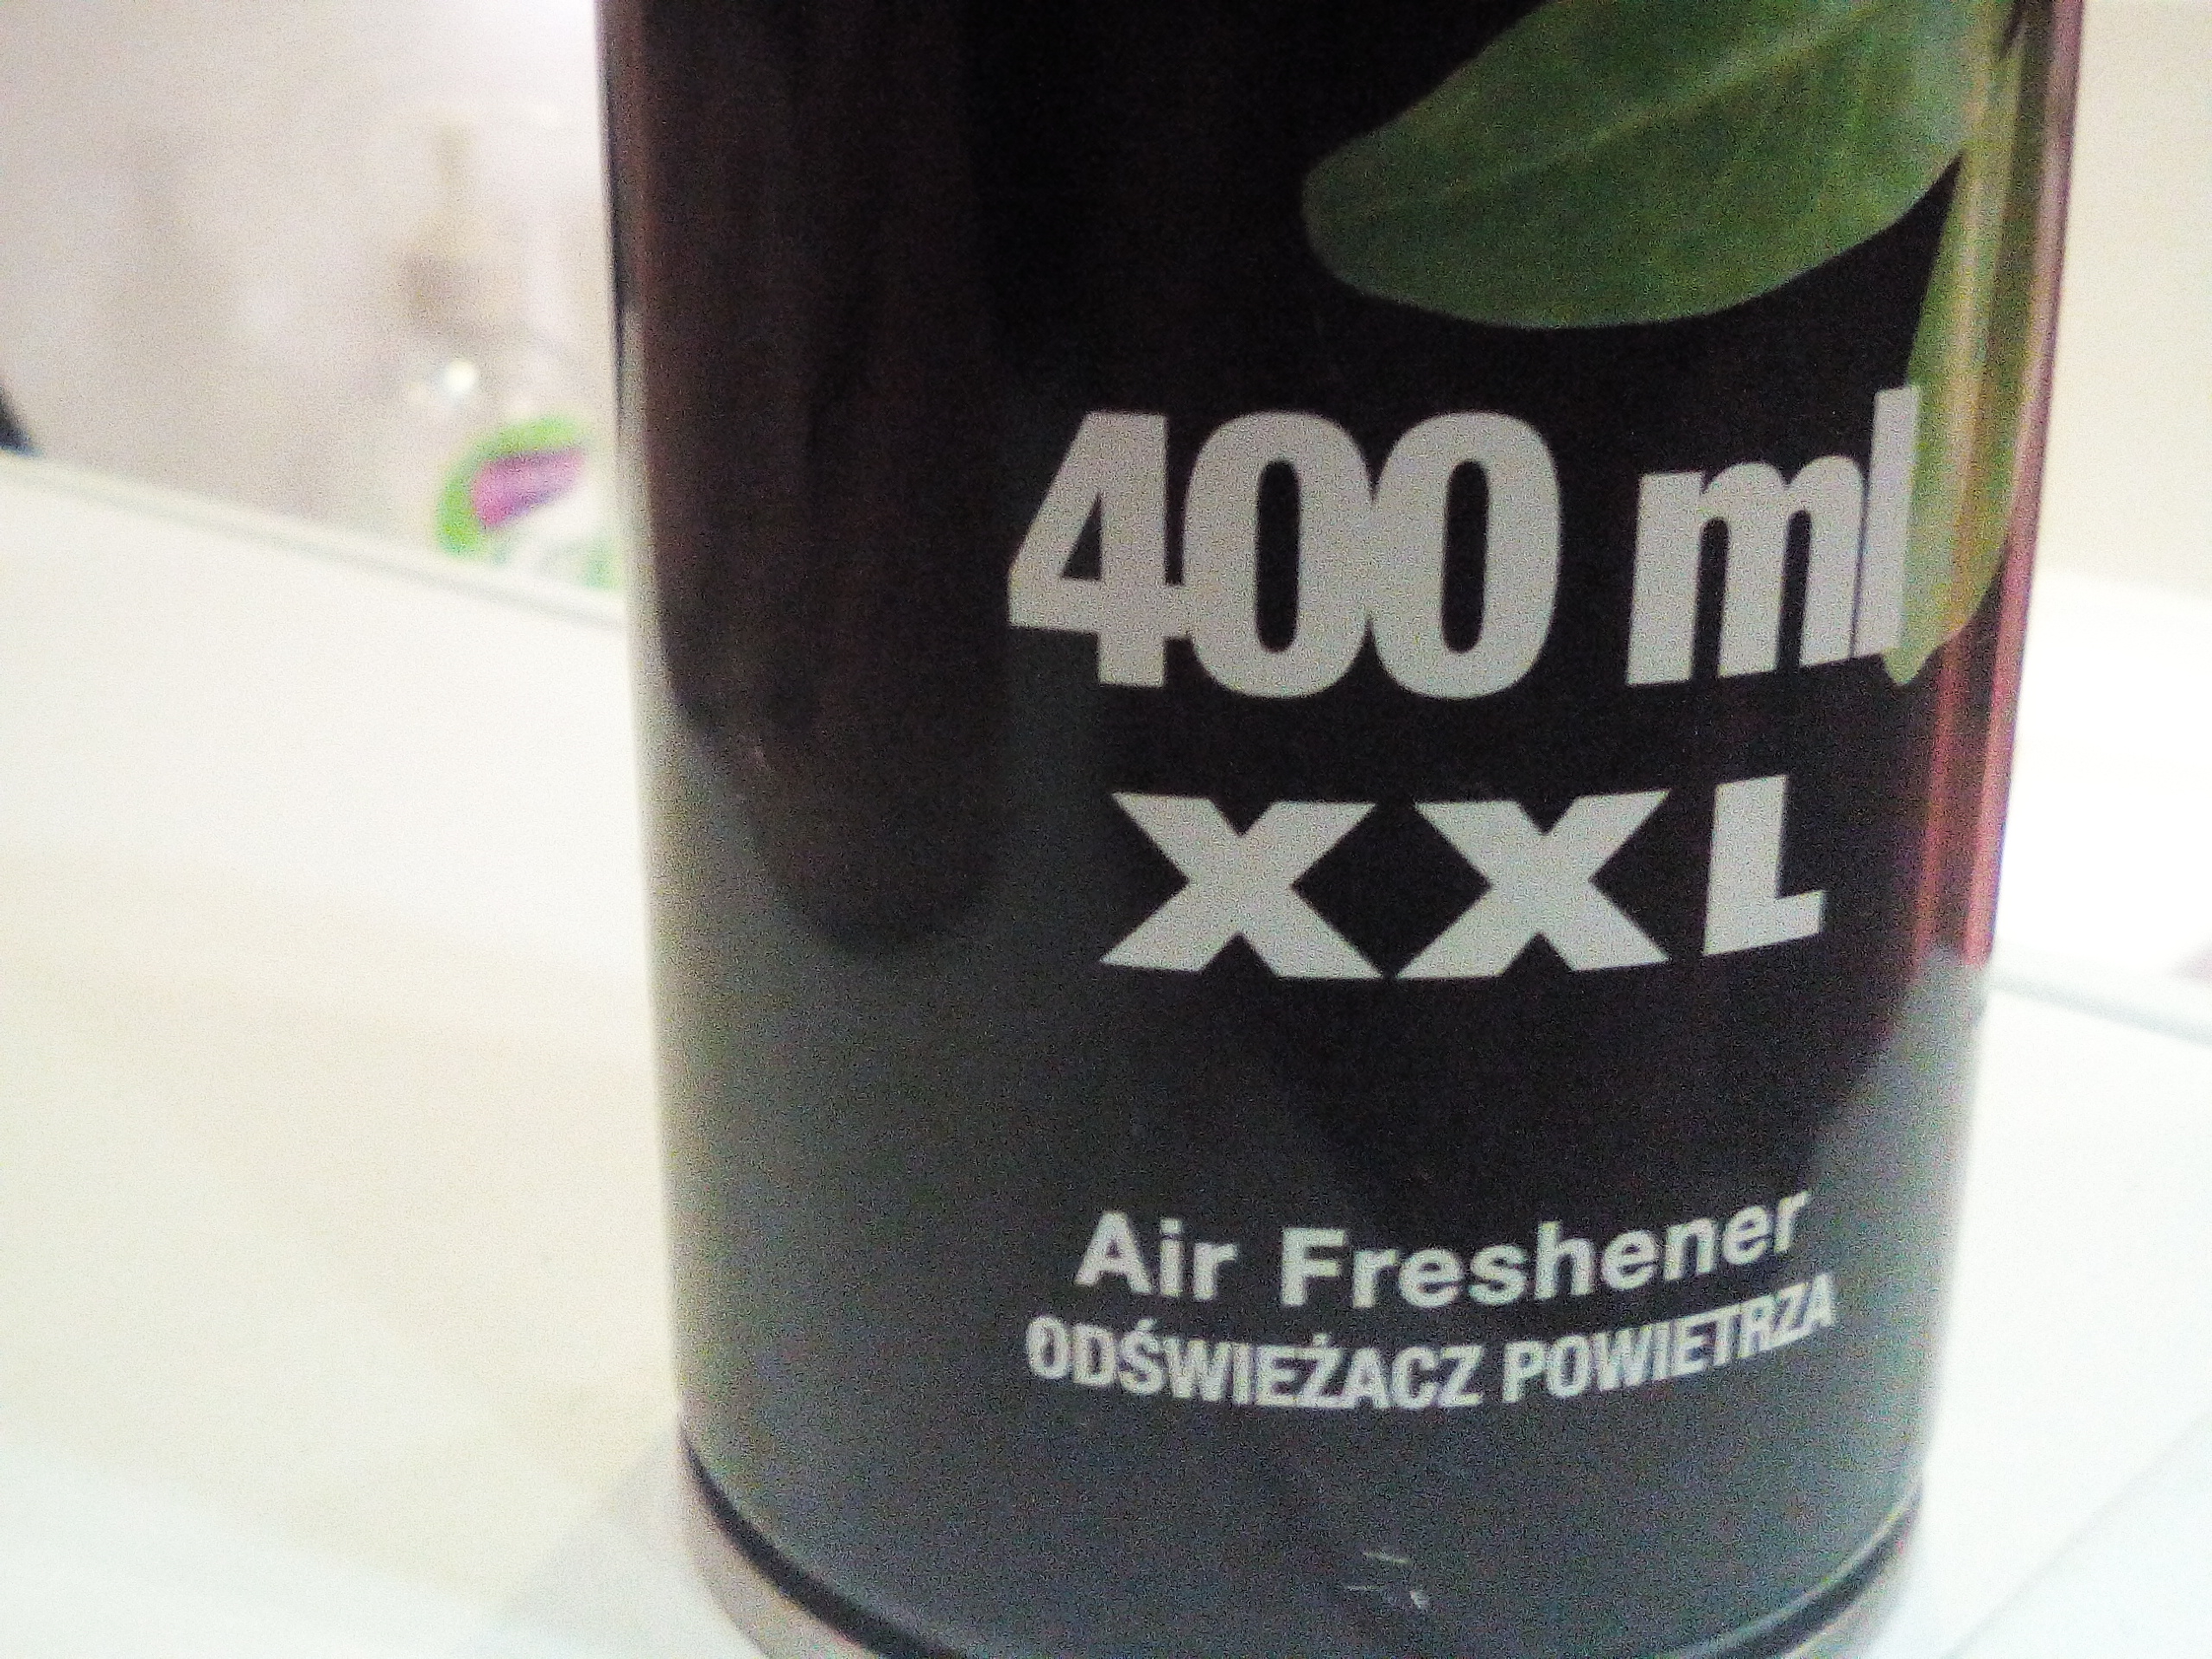 400 ml
XXL
Air Freshener
ODŚWIEŻACZ POWIETRZA